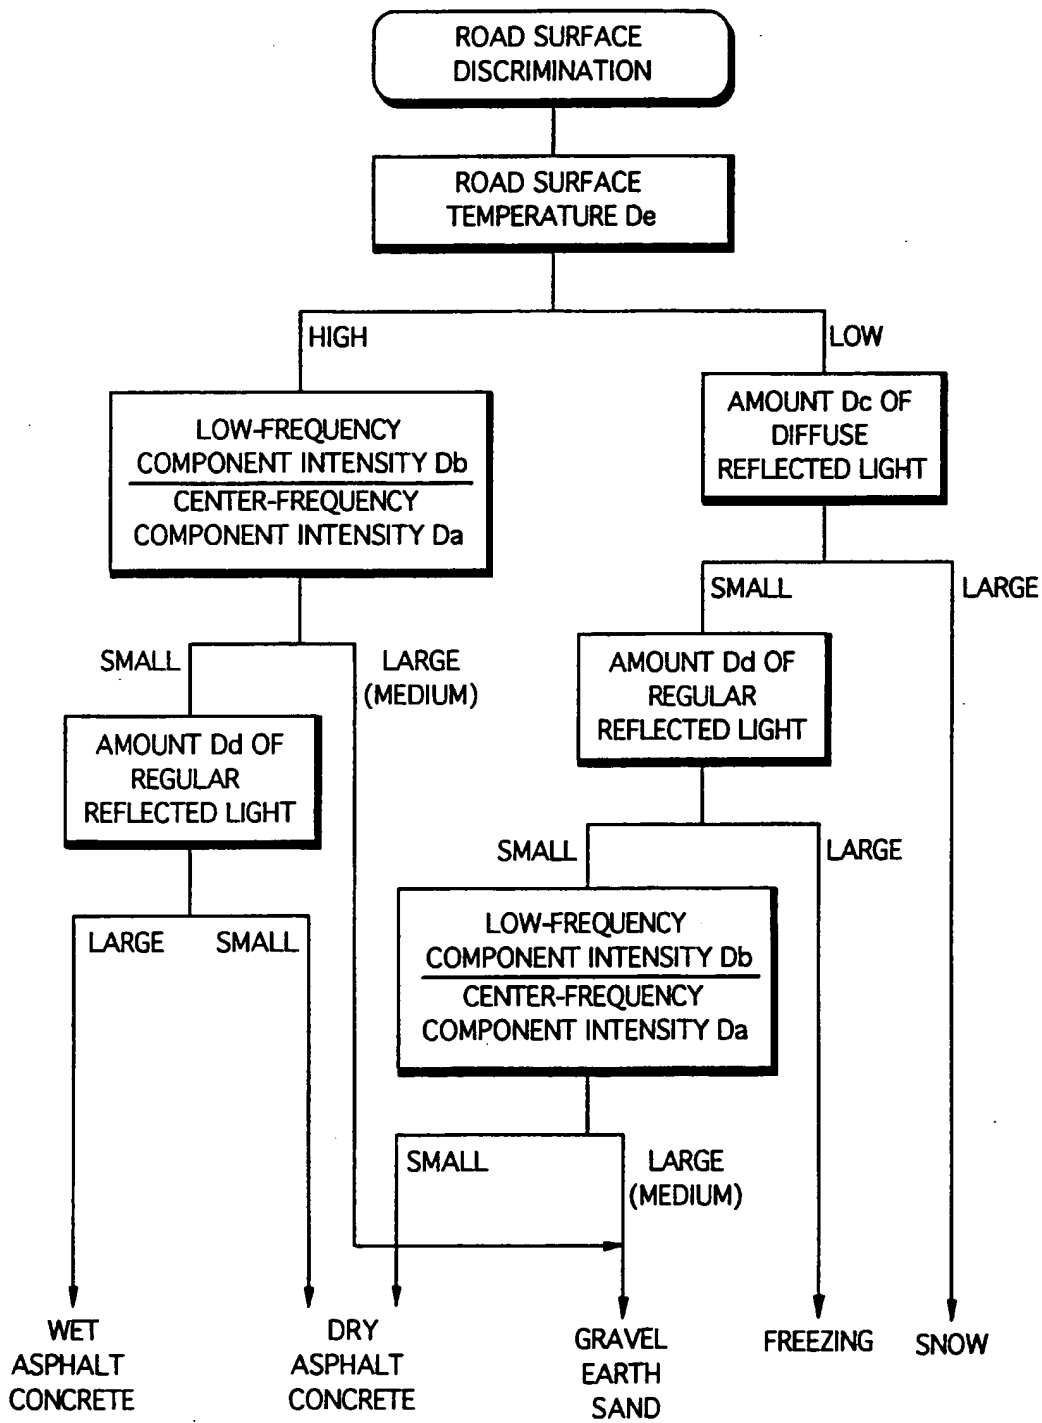 ROAD SURFACE
DISCRIMINATION
ROAD SURFACE
TEMPERATURE De
HIGH
LOW
LOW-FREQUENCY
COMPONENT INTENSITY Db
CENTER-FREQUENCY
COMPONENT INTENSITY Da
AMOUNT Dc OF
DIFFUSE
REFLECTED LIGHT
SMALL
LARGE
SMALL
LARGE
(MEDIUM)
AMOUNT Dd OF
REGULAR
REFLECTED LIGHT
AMOUNT Dd OF
REGULAR
REFLECTED LIGHT
SMALL
LARGE
LARGE
SMALL
LOW-FREQUENCY
COMPONENT INTENSITY Db
CENTER-FREQUENCY
COMPONENT INTENSITY Da
SMALL
LARGE
(MEDIUM)
WET
ASPHALT
CONCRETE
DRY
ASPHALT
CONCRETE
GRAVEL
EARTH
SAND
FREEZING
SNOW